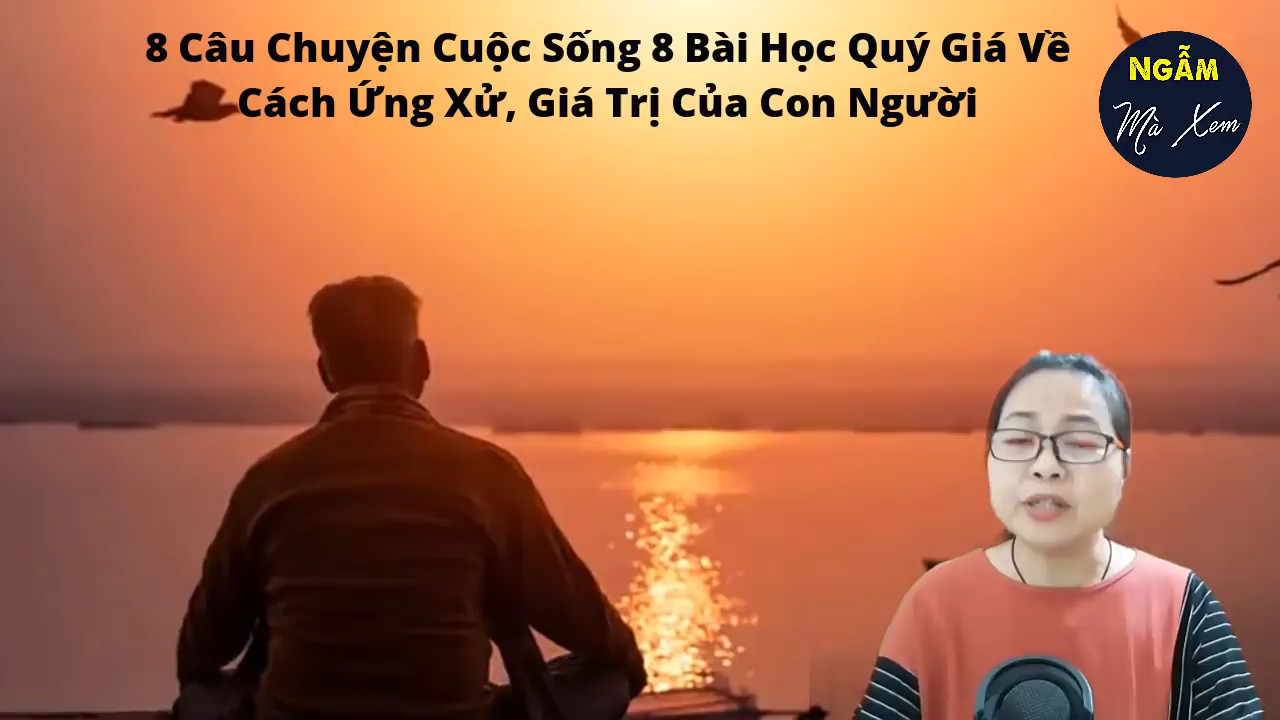 8 Câu Chuyện Cuộc Sống 8 Bài Học Quý Giá Về
Cách Ứng Xử, Giá Trị Của Con Người
NGẪM
Mà Xem